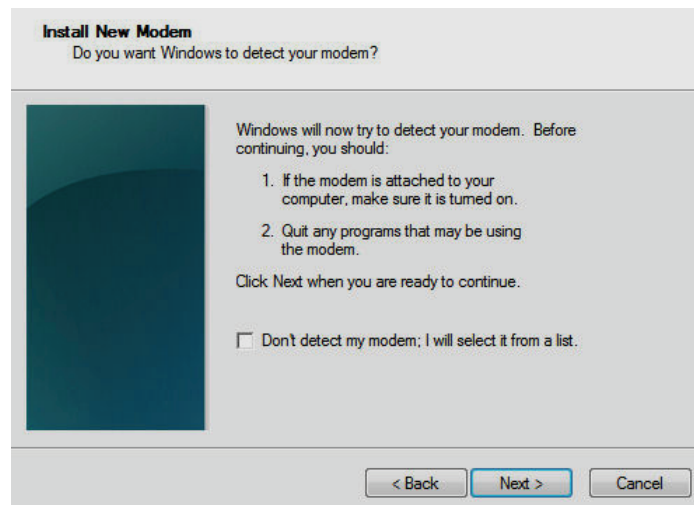 Install New Modem
Do you want Windows to detect your modem?
Windows will now try to detect your modem.  Before
continuing, you should:
1. If the modem is attached to your
computer, make sure it is turned on.
2. Quit any programs that may be using
the modem.
Click Next when you are ready to continue.
Don't detect my modem; I will select it from a list.
< Back Next > Cancel